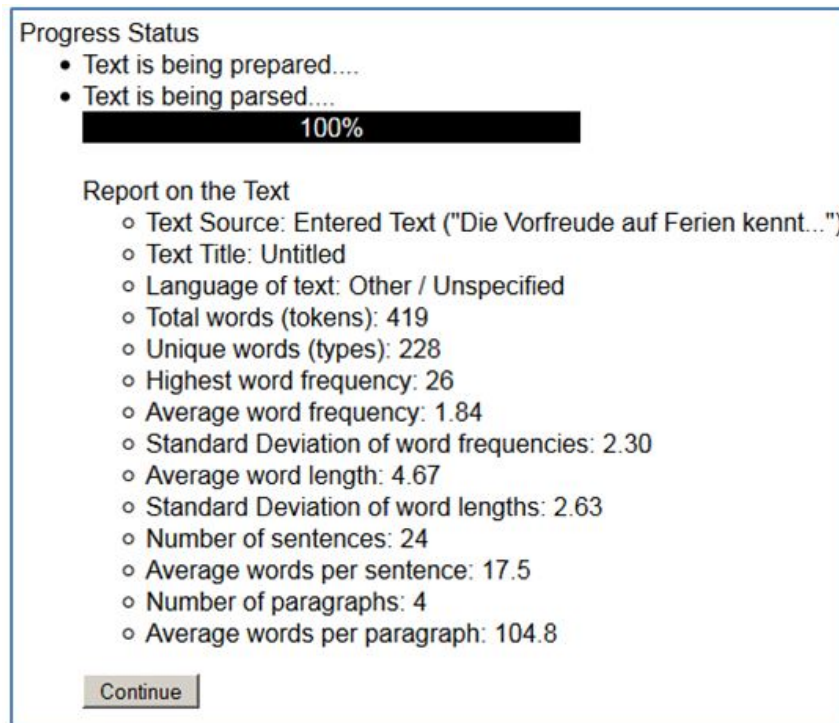 Progress Status
• Text is being prepared....
• Text is being parsed....
100%
Report on the Text
○ Text Source: Entered Text ("Die Vorfreude auf Ferien kennt...")
○ Text Title: Untitled
○ Language of text: Other / Unspecified
○ Total words (tokens): 419
○ Unique words (types): 228
○ Highest word frequency: 26
○ Average word frequency: 1.84
○ Standard Deviation of word frequencies: 2.30
○ Average word length: 4.67
○ Standard Deviation of word lengths: 2.63
○ Number of sentences: 24
○ Average words per sentence: 17.5
○ Number of paragraphs: 4
○ Average words per paragraph: 104.8
Continue